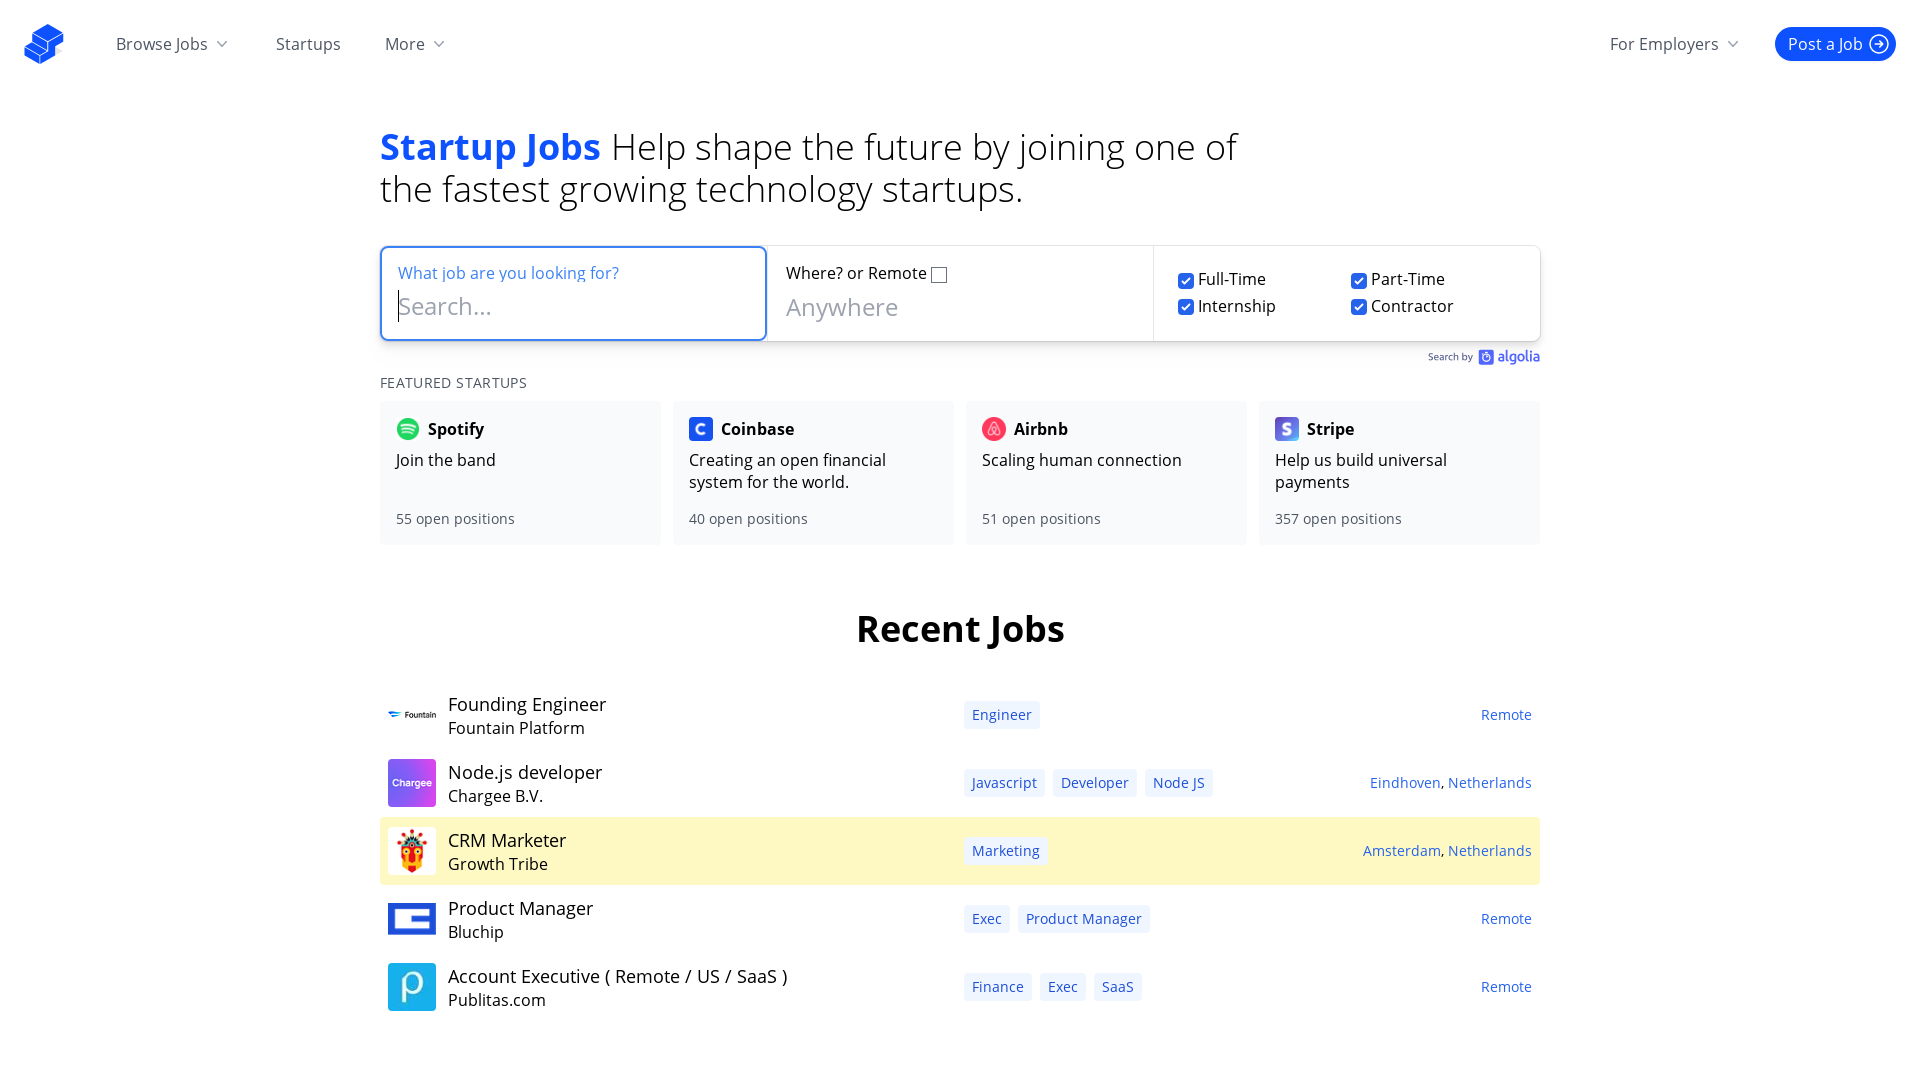 Browse Jobs
Startups
More
For Employers
Post a Job
Startup Jobs Help shape the future by joining one of
the fastest growing technology startups.
What job are you looking for?
Search...
Where? or Remote
Anywhere
Full-Time
Part-Time
Internship
Contractor
Search by algolia
FEATURED STARTUPS
Spotify
Join the band
55 open positions
Coinbase
Creating an open financial
system for the world.
40 open positions
Airbnb
Scaling human connection
51 open positions
Stripe
Help us build universal
payments
357 open positions
Recent Jobs
Fountain
Founding Engineer
Fountain Platform
Engineer
Remote
Chargee
Node.js developer
Chargee B.V.
Javascript
Developer
Node JS
Eindhoven, Netherlands
CRM Marketer
Growth Tribe
Marketing
Amsterdam, Netherlands
Product Manager
Bluchip
Exec
Product Manager
Remote
Account Executive ( Remote / US / SaaS )
Publitas.com
Finance
Exec
SaaS
Remote